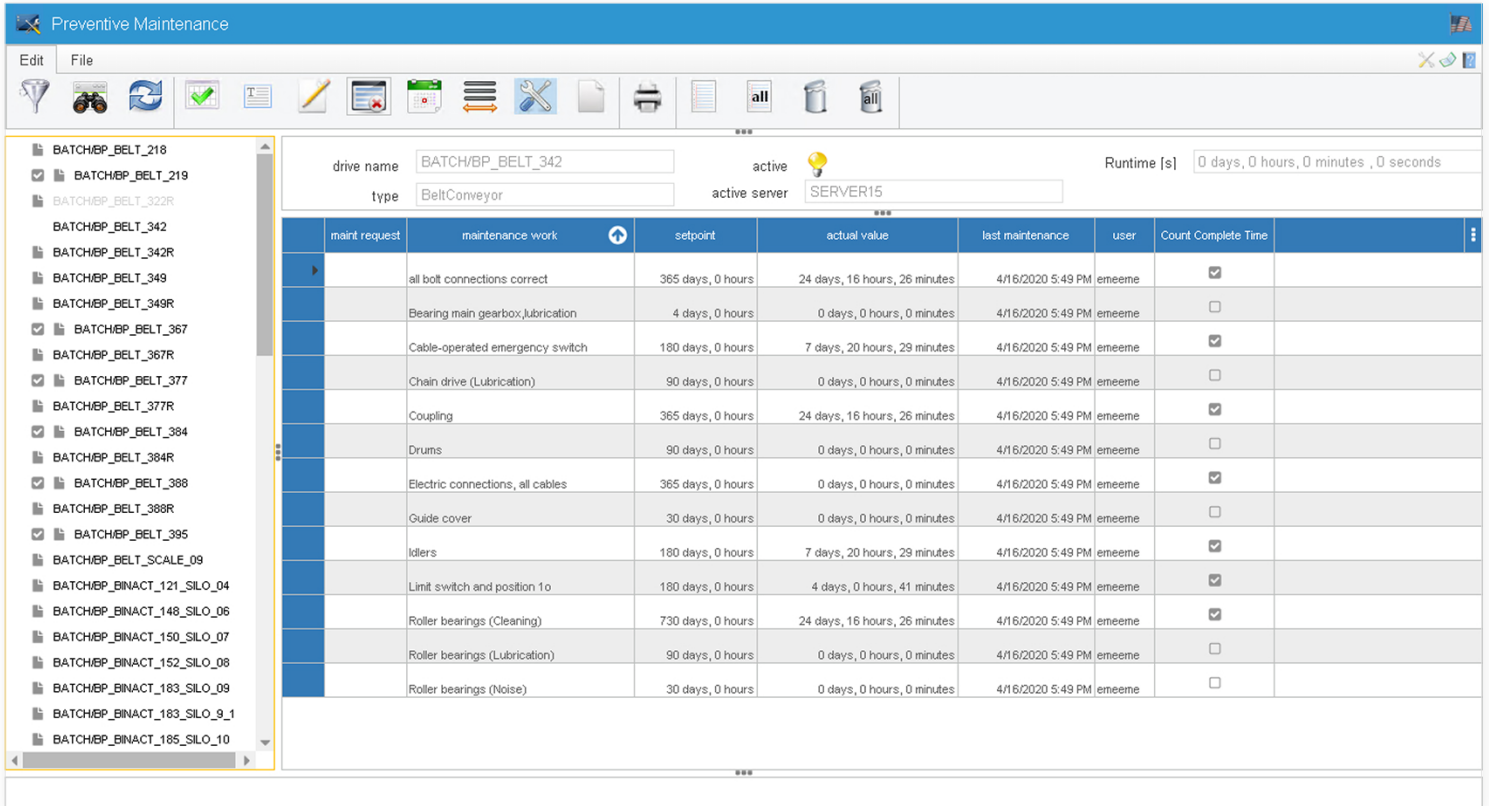 Preventive Maintenance
Edit File
all all
BATCH/BP_BELT_218
BATCH/BP_BELT_219
BATCH/BP_BELT_322R
BATCH/BP_BELT_342
BATCH/BP_BELT_342R
BATCH/BP_BELT_349
BATCH/BP_BELT_349R
BATCH/BP_BELT_367
BATCH/BP_BELT_367R
BATCH/BP_BELT_377
BATCH/BP_BELT_377R
BATCH/BP_BELT_384
BATCH/BP_BELT_384R
BATCH/BP_BELT_388
BATCH/BP_BELT_388R
BATCH/BP_BELT_395
BATCH/BP_BELT_SCALE_09
BATCH/BP_BINACT_121_SILO_04
BATCH/BP_BINACT_148_SILO_06
BATCH/BP_BINACT_150_SILO_07
BATCH/BP_BINACT_152_SILO_08
BATCH/BP_BINACT_183_SILO_09
BATCH/BP_BINACT_183_SILO_9_1
BATCH/BP_BINACT_185_SILO_10
drive name BATCH/BP_BELT_342 active Runtime [s] 0 days, 0 hours, 0 minutes , 0 seconds
type BeltConveyor active server SERVER15
maint request maintenance work setpoint actual value last maintenance user Count Complete Time
all bolt connections correct 365 days, 0 hours 24 days, 16 hours, 26 minutes 4/16/2020 5:49 PM emeeme
Bearing main gearbox,lubrication 4 days, 0 hours 0 days, 0 hours, 0 minutes 4/16/2020 5:49 PM emeeme
Cable-operated emergency switch 180 days, 0 hours 7 days, 20 hours, 29 minutes 4/16/2020 5:49 PM emeeme
Chain drive (Lubrication) 90 days, 0 hours 0 days, 0 hours, 0 minutes 4/16/2020 5:49 PM emeeme
Coupling 365 days, 0 hours 24 days, 16 hours, 26 minutes 4/16/2020 5:49 PM emeeme
Drums 90 days, 0 hours 0 days, 0 hours, 0 minutes 4/16/2020 5:49 PM emeeme
Electric connections, all cables 365 days, 0 hours 0 days, 0 hours, 0 minutes 4/16/2020 5:49 PM emeeme
Guide cover 30 days, 0 hours 0 days, 0 hours, 0 minutes 4/16/2020 5:49 PM emeeme
Idlers 180 days, 0 hours 7 days, 20 hours, 29 minutes 4/16/2020 5:49 PM emeeme
Limit switch and position 1o 180 days, 0 hours 4 days, 0 hours, 41 minutes 4/16/2020 5:49 PM emeeme
Roller bearings (Cleaning) 730 days, 0 hours 24 days, 16 hours, 26 minutes 4/16/2020 5:49 PM emeeme
Roller bearings (Lubrication) 90 days, 0 hours 0 days, 0 hours, 0 minutes 4/16/2020 5:49 PM emeeme
Roller bearings (Noise) 30 days, 0 hours 0 days, 0 hours, 0 minutes 4/16/2020 5:49 PM emeeme